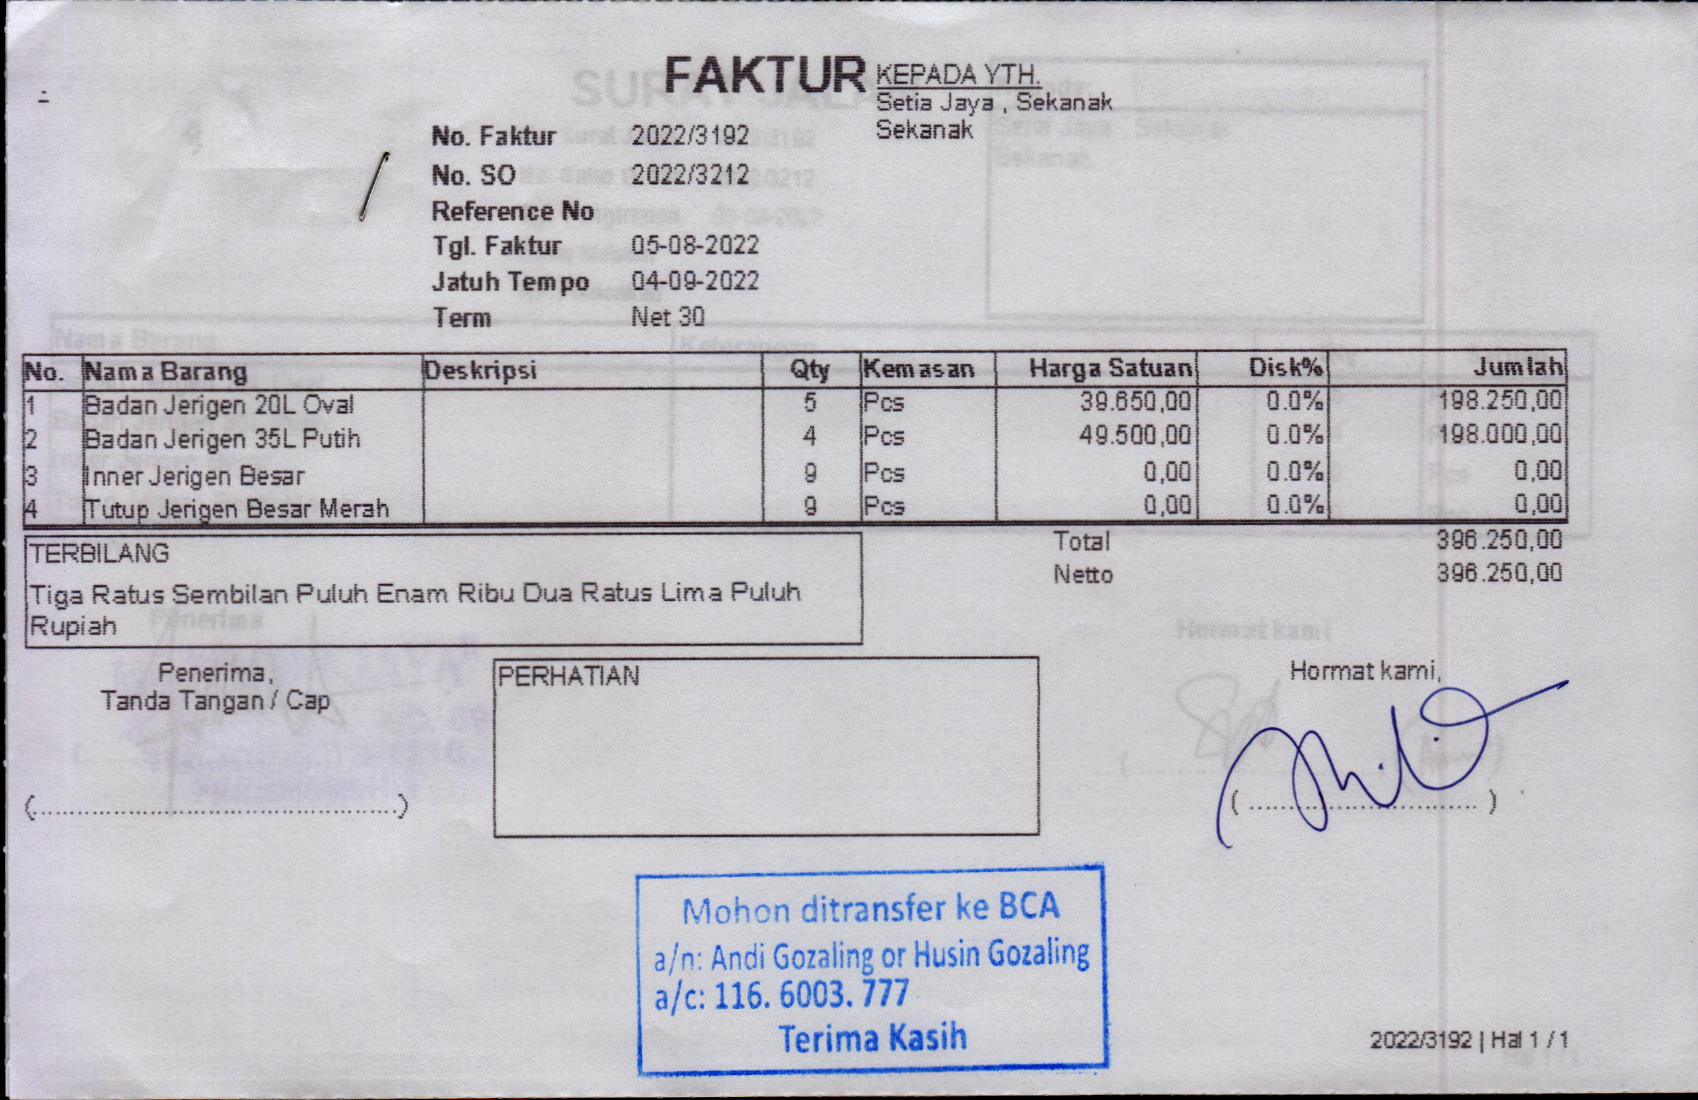 FAKTUR
KEPADA YTH.
Setia Jaya , Sekanak
Sekanak
No. Faktur 2022/3192
No. SO 2022/3212
Reference No
Tgl. Faktur 05-08-2022
Jatuh Tempo 04-09-2022
Term Net 30
No. Nama Barang Deskripsi Qty Kemasan Harga Satuan Disk% Jumlah
1 Badan Jerigen 20L Oval 5 Pcs 39.650,00 0.0% 198.250,00
2 Badan Jerigen 35L Putih 4 Pcs 49.500,00 0.0% 198.000,00
3 Inner Jerigen Besar 9 Pcs 0,00 0.0% 0,00
4 Tutup Jerigen Besar Merah 9 Pcs 0,00 0.0% 0,00
Total 396.250,00
Netto 396.250,00
TERBILANG
Tiga Ratus Sembilan Puluh Enam Ribu Dua Ratus Lima Puluh
Rupiah
Penerima,
Tanda Tangan / Cap
(..............................................)
PERHATIAN
Hormat kami,
( ............................. )
Mohon ditransfer ke BCA
a/n: Andi Gozaling or Husin Gozaling
a/c: 116. 6003. 777
Terima Kasih
2022/3192 | Hal 1 / 1